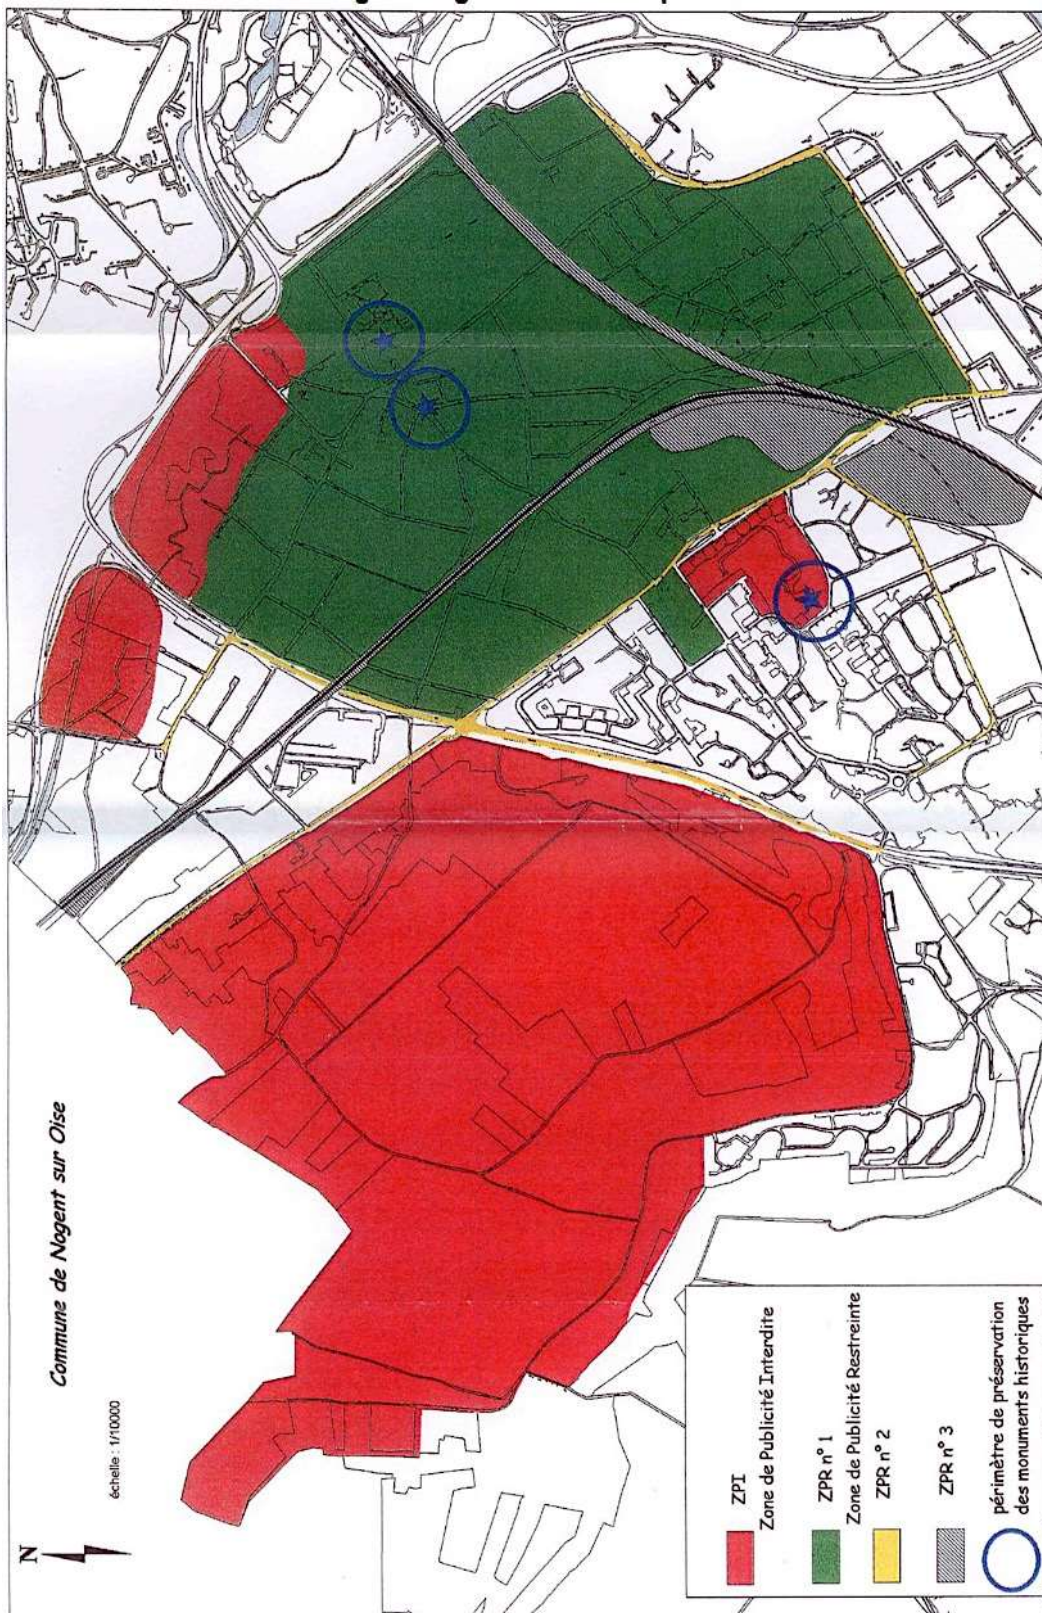 Commune de Nogent sur Oise
échelle : 1/10000
N
ZPI
Zone de Publicité Interdite
ZPR n° 1
Zone de Publicité Restreinte
ZPR n° 2
ZPR n° 3
périmètre de préservation
des monuments historiques